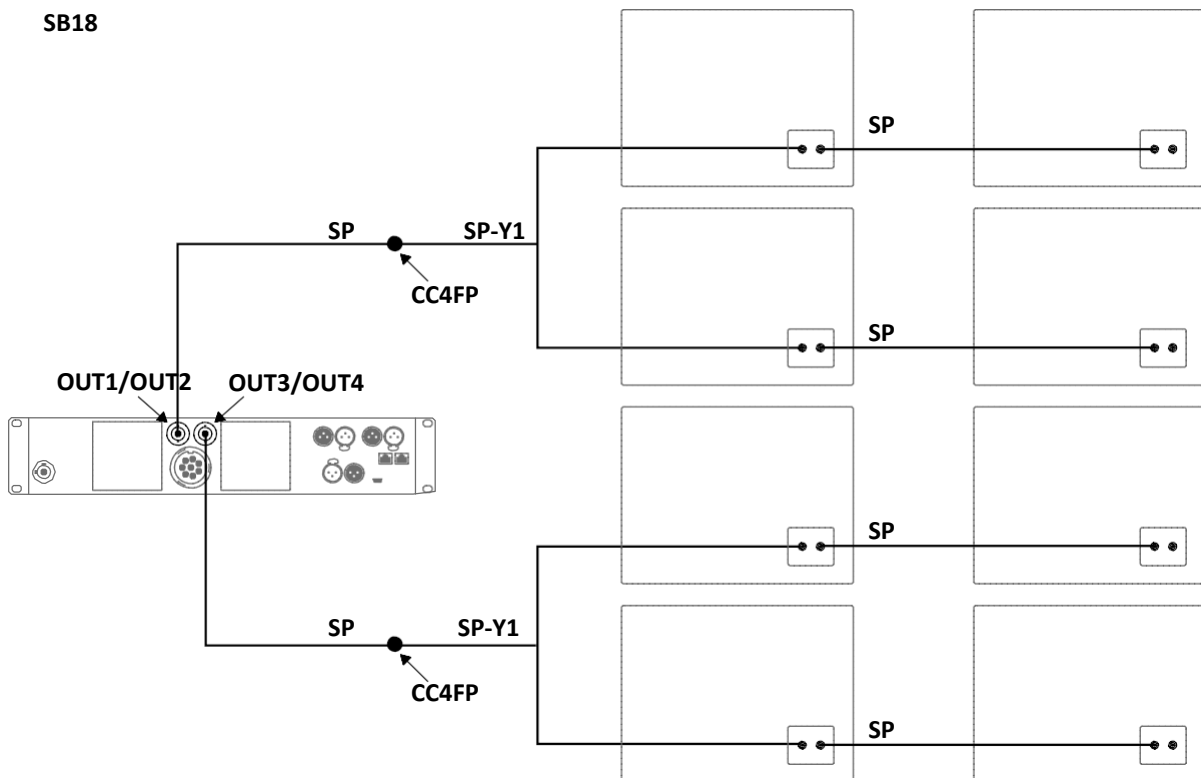 SB18
SP
SP SP-Y1
CC4FP
SP
OUT1/OUT2 OUT3/OUT4
SP
SP SP-Y1
CC4FP
SP